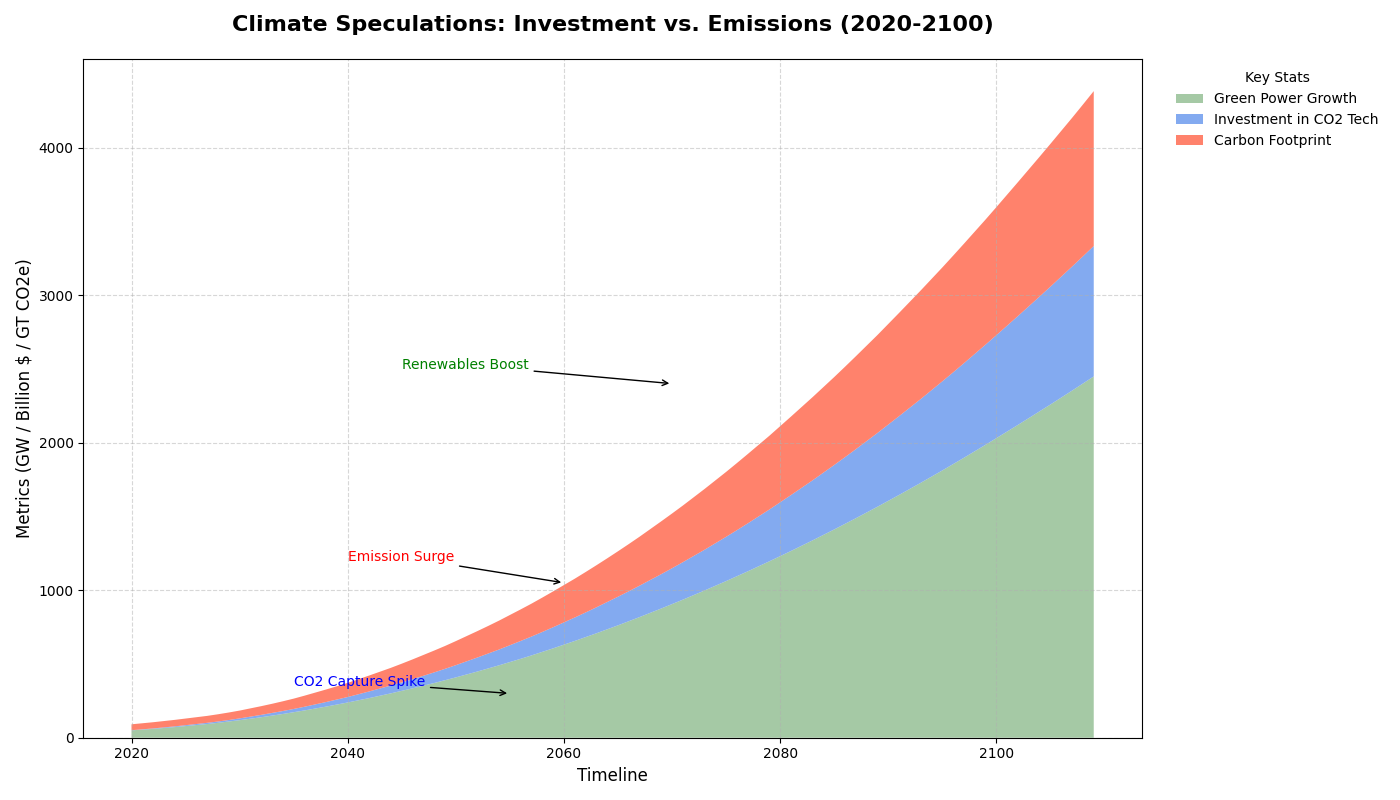 Climate Speculations: Investment vs. Emissions (2020-2100)
Key Stats
Green Power Growth
Investment in CO2 Tech
Carbon Footprint
Metrics (GW / Billion $ / GT CO2e)
4000
3000
2000
1000
0
Renewables Boost
Emission Surge
CO2 Capture Spike
2020
2040
2060
2080
2100
Timeline